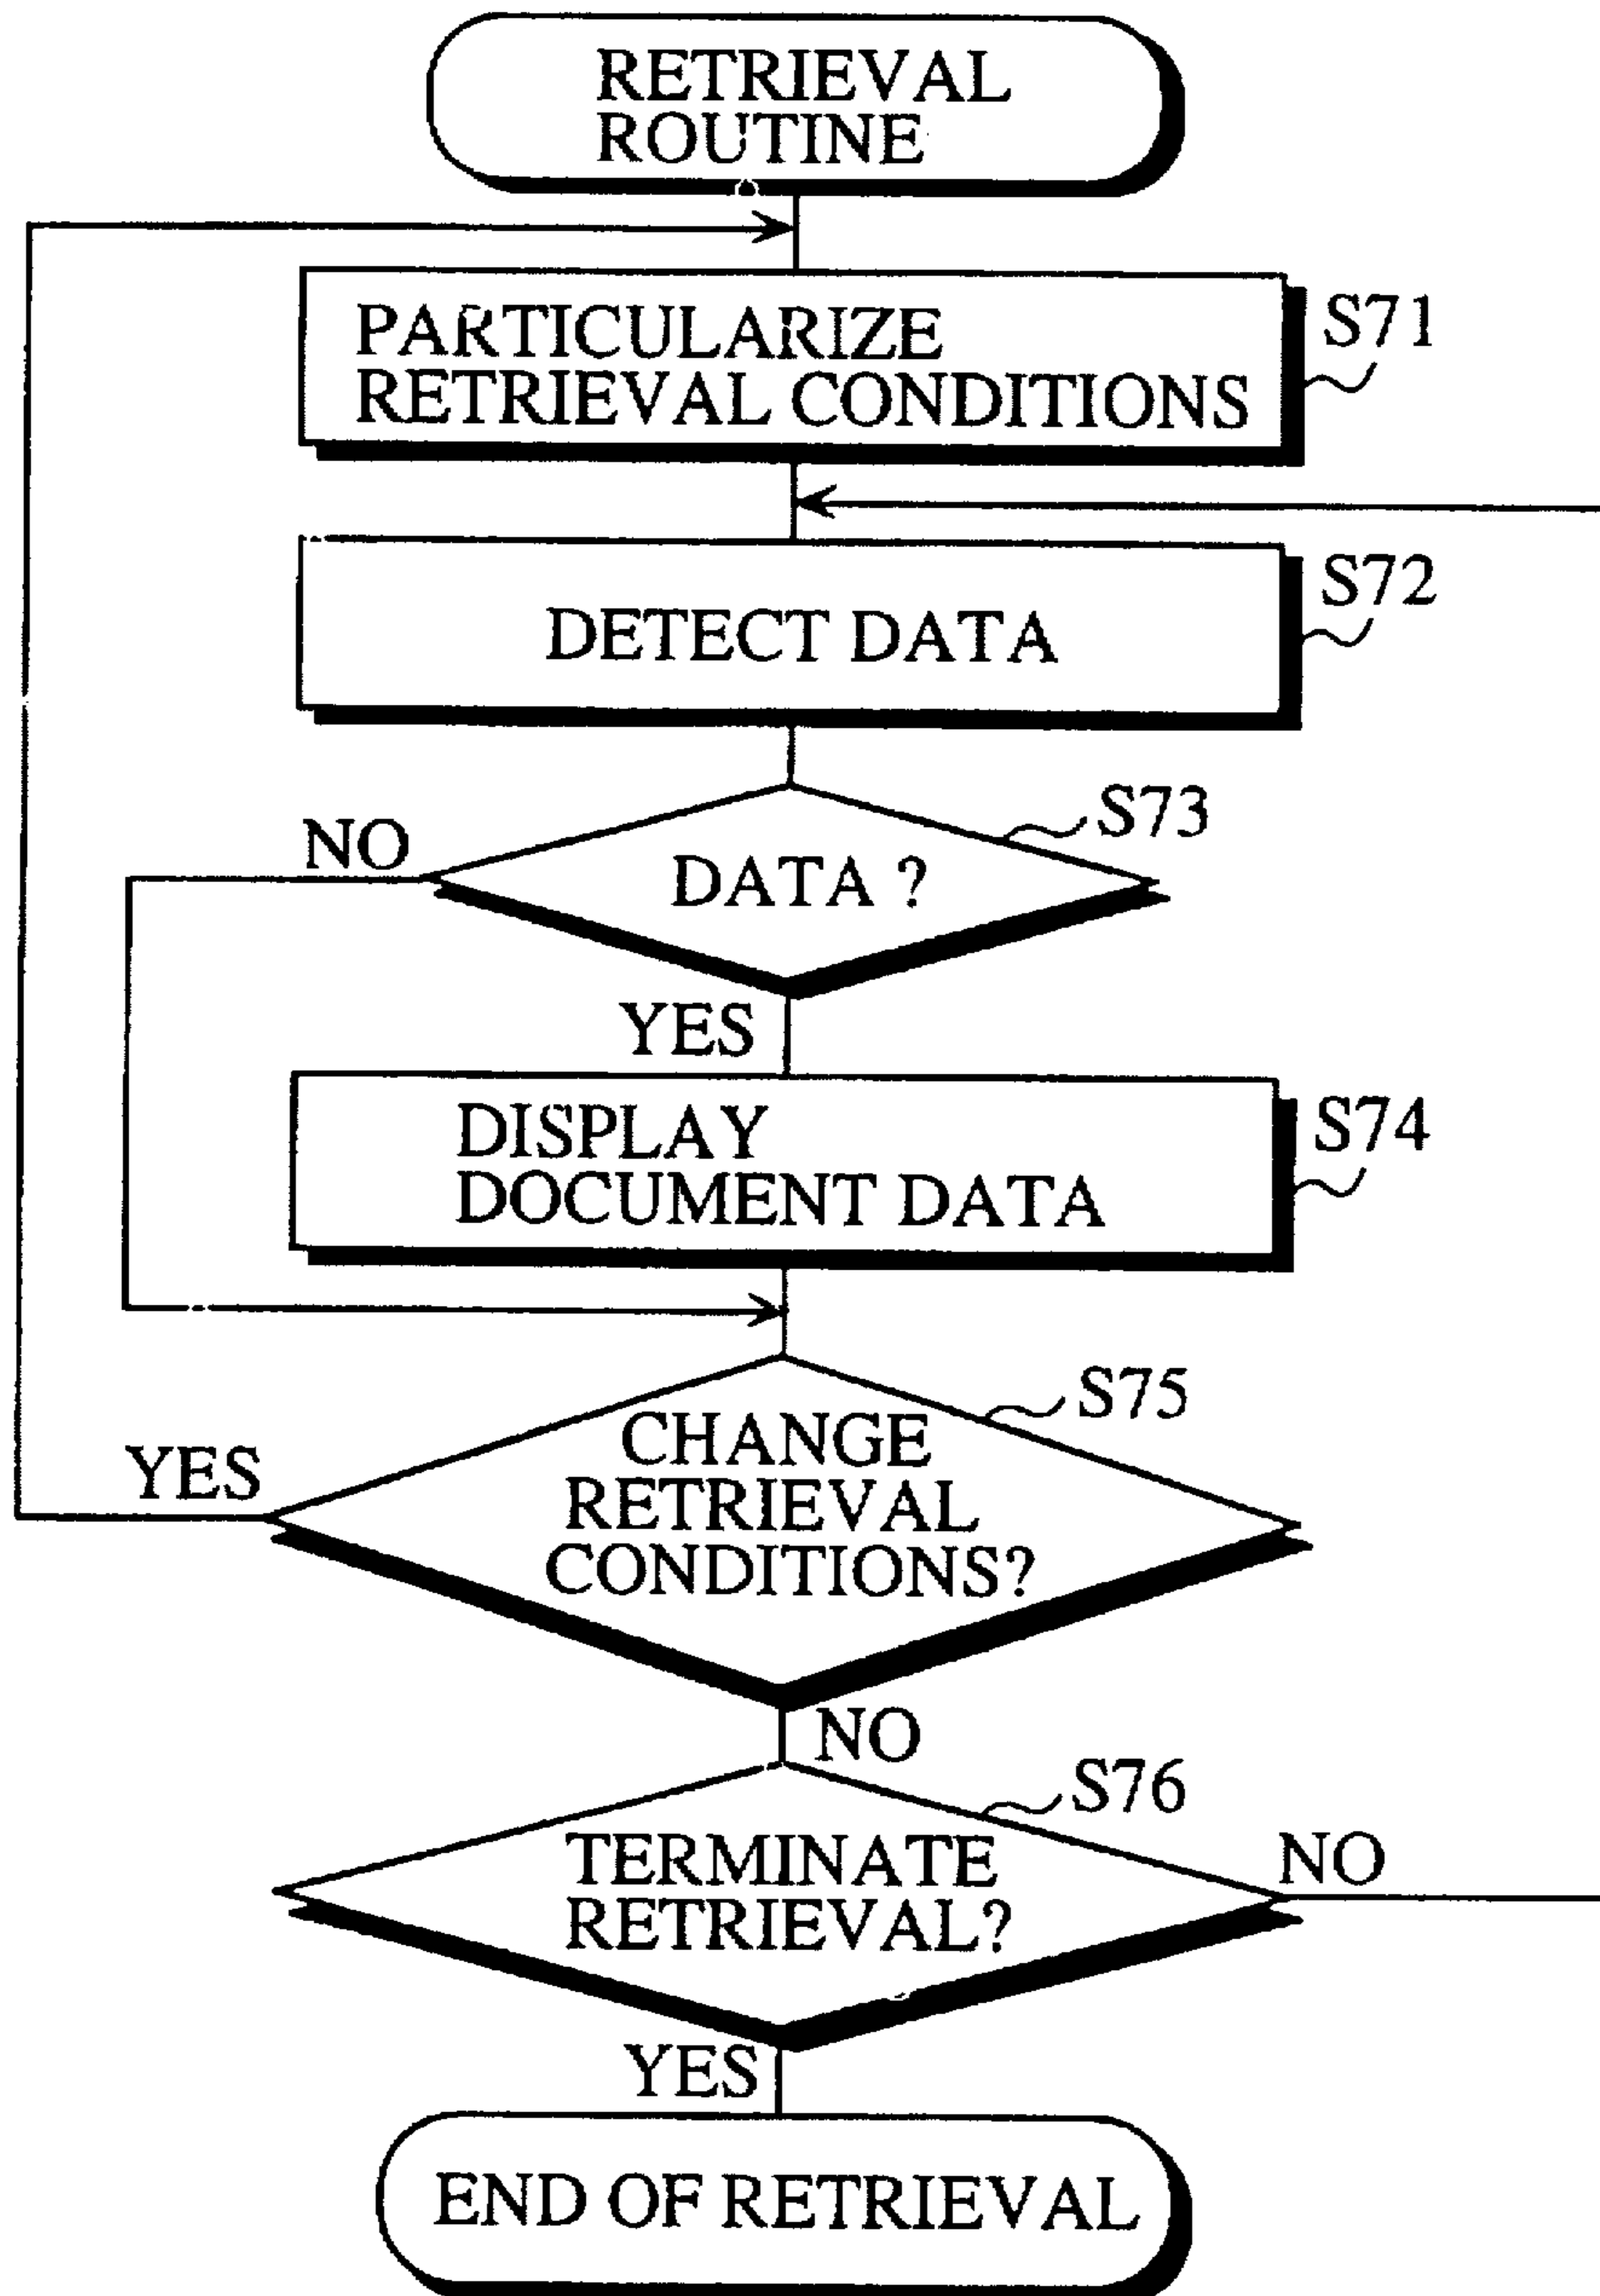 RETRIEVAL
ROUTINE
PARTICULARIZE
RETRIEVAL CONDITIONS
S71
DETECT DATA
S72
S73
NO
DATA ?
YES
DISPLAY
DOCUMENT DATA
S74
S75
CHANGE
RETRIEVAL
CONDITIONS?
YES
NO
S76
TERMINATE
RETRIEVAL?
NO
YES
END OF RETRIEVAL